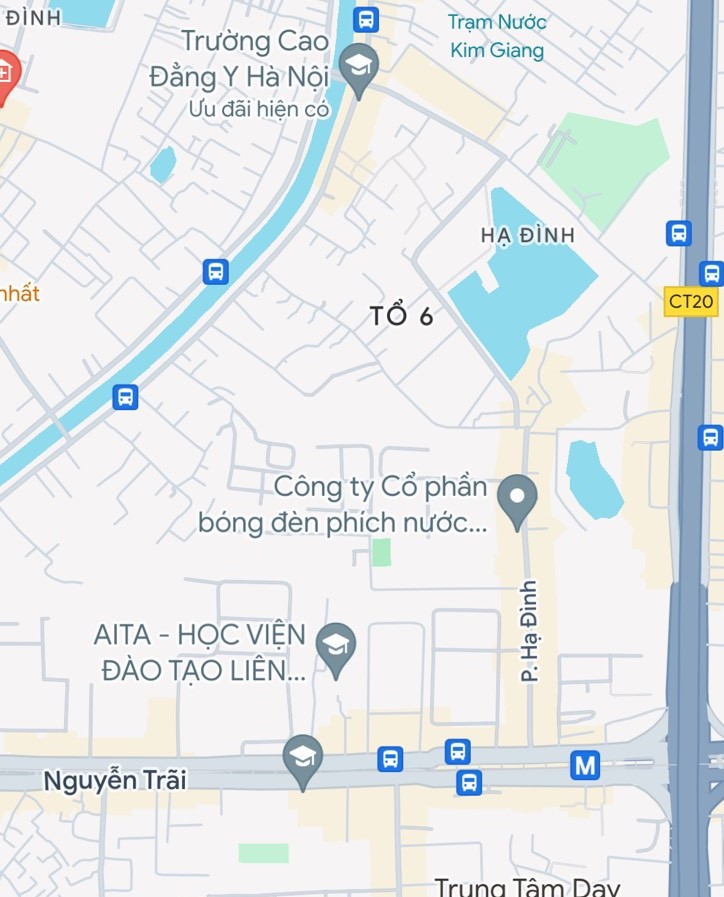 ĐÌNH
Trạm Nước
Kim Giang
Trường Cao
Đẳng Y Hà Nội
Ưu đãi hiện có
HẠ ĐÌNH
nhất
CT20
TỔ 6
Công ty Cổ phần
bóng đèn phích nước...
P. Hạ Đình
AITA - HỌC VIỆN
ĐÀO TẠO LIÊN...
M
Nguyễn Trãi
Trung Tâm Dạy